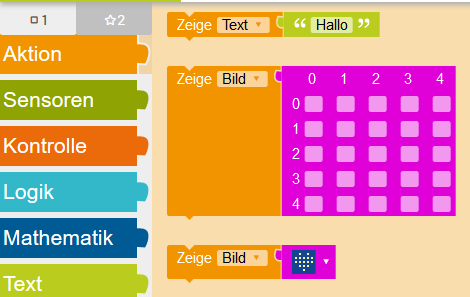 1
2
Aktion
Sensoren
Kontrolle
Logik
Mathematik
Text
Zeige Text “ Hallo ”
Zeige Bild
0 1 2 3 4
0
1
2
3
4
Zeige Bild